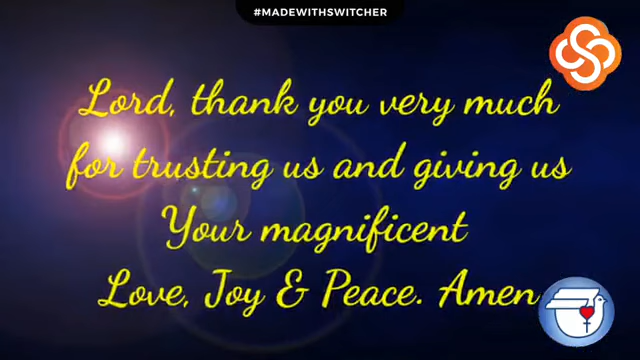 #MADEWITHSWITCHER
Lord, thank you very much
for trusting us and giving us
Your magnificent
Love, Joy & Peace. Amen